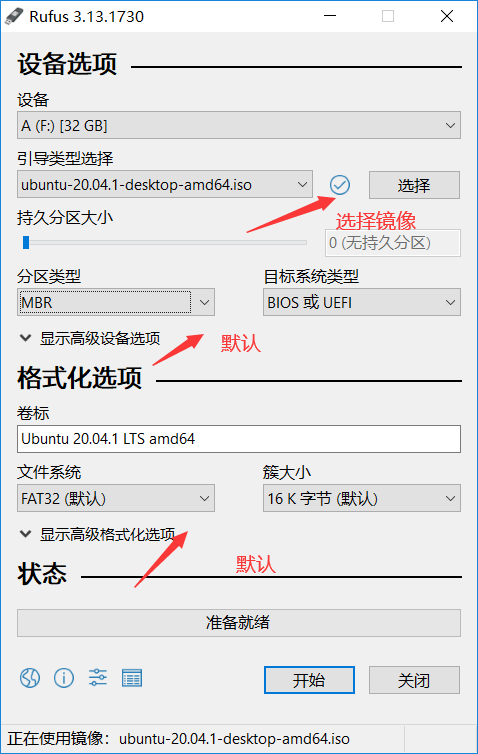 Rufus 3.13.1730
设备选项
设备
A (F:) [32 GB]
引导类型选择
ubuntu-20.04.1-desktop-amd64.iso
选择
持久分区大小
选择镜像
0 (无持久分区)
分区类型
目标系统类型
MBR
BIOS 或 UEFI
显示高级设备选项
默认
格式化选项
卷标
Ubuntu 20.04.1 LTS amd64
文件系统
簇大小
FAT32 (默认)
16 K 字节 (默认)
显示高级格式化选项
默认
状态
准备就绪
开始
关闭
正在使用镜像：ubuntu-20.04.1-desktop-amd64.iso